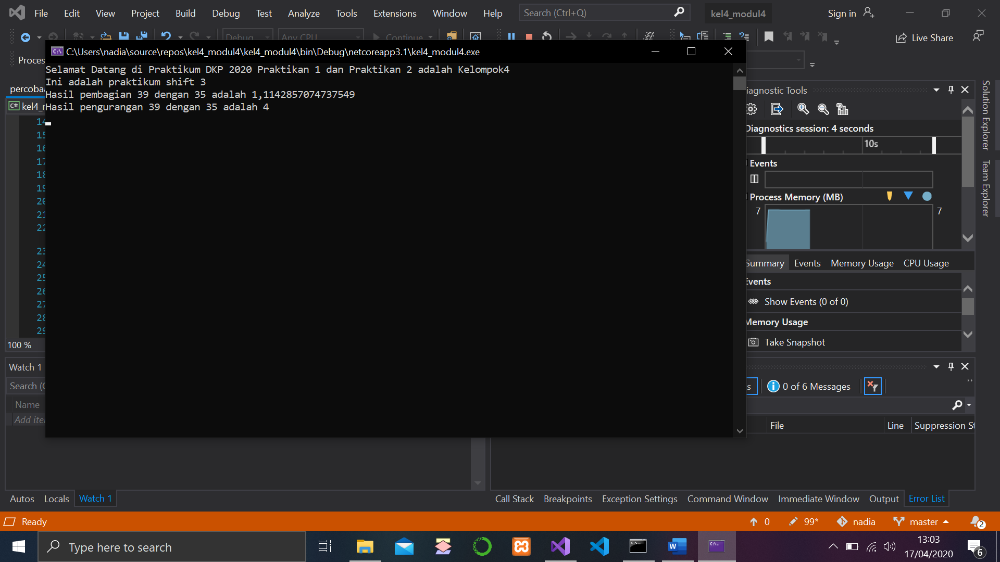 File Edit View Project Build Debug Test Analyze Tools Extensions Window Help Search (Ctrl+Q) kel4_modul4 Sign in
Debug Any CPU Continue Live Share
C:\Users\nadia\source\repos\kel4_modul4\kel4_modul4\bin\Debug\netcoreapp3.1\kel4_modul4.exe
Selamat Datang di Praktikum DKP 2020 Praktikan 1 dan Praktikan 2 adalah Kelompok4
Ini adalah praktikum shift 3
Hasil pembagian 39 dengan 35 adalah 1,1142857074737549
Hasil pengurangan 39 dengan 35 adalah 4
14
15
16
17
18
19
20
21
22
23
24
25
26
27
28
29
100 %
iagnostic Tools
Diagnostics session: 4 seconds
10s
Events
Process Memory (MB)
7 7
Summary Events Memory Usage CPU Usage
Events
Show Events (0 of 0)
Memory Usage
Take Snapshot
Solution Explorer
Team Explorer
Watch 1
Search (
Name
Add ite
s 0 of 6 Messages
File Line Suppression St
Autos Locals Watch 1
Call Stack Breakpoints Exception Settings Command Window Immediate Window Output Error List
Ready 0 99* nadia master 2
Type here to search
13:03
17/04/2020
6